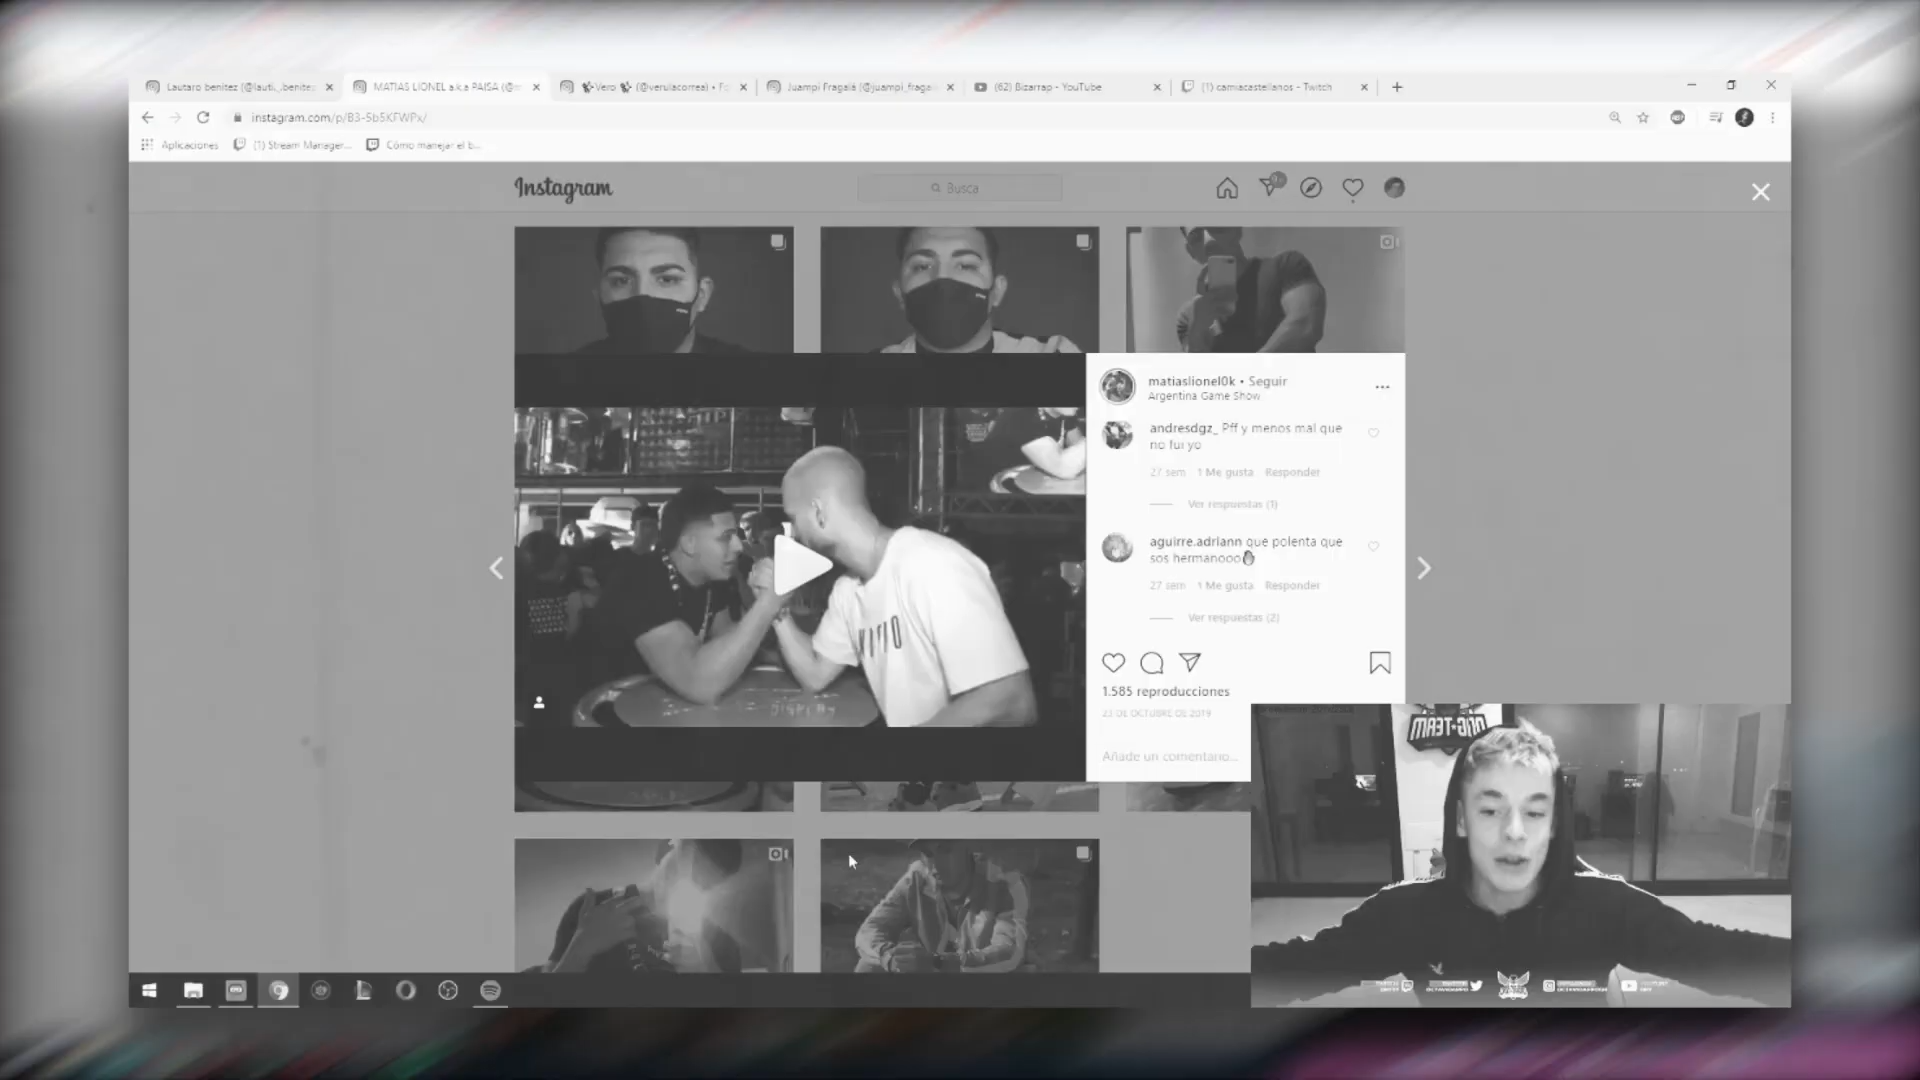 Lautaro benitez (@lauti_.benitez
MATIAS LIONEL a.k.a PAISA (@m
Vero (@verulacorrea) • Fo
Juampi Fragalá (@juampi_fraga
(62) Bizarrap - YouTube
(1) camiacastellanos - Twitch
instagram.com/p/B3-5b5KFWPx/
Aplicaciones
(1) Stream Manager...
Cómo manejar el b...
Instagram
Busca
matiaslionel0k • Seguir
Argentina Game Show
andresdgz_ Pff y menos mal que
no fui yo
27 sem 1 Me gusta Responder
Ver respuestas (1)
aguirre.adriann que polenta que
sos hermanooo
27 sem 1 Me gusta Responder
Ver respuestas (2)
1.585 reproducciones
23 DE OCTUBRE DE 2019
Añade un comentario...
DISPLAY